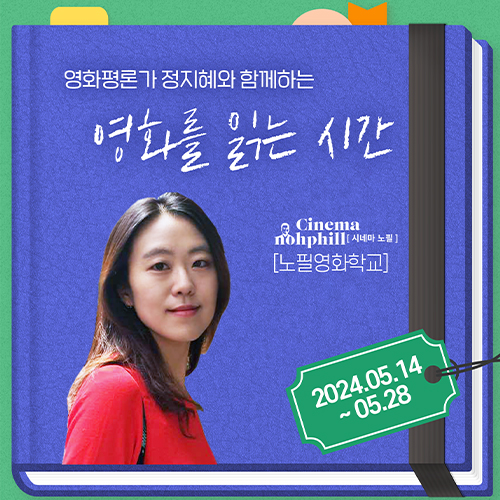 영화평론가 정지혜와 함께하는
영화를 읽는 시간
Cinema
nohphill [ 시네마 노필 ]
[노필영화학교]
2024.05.14
~ 05.28